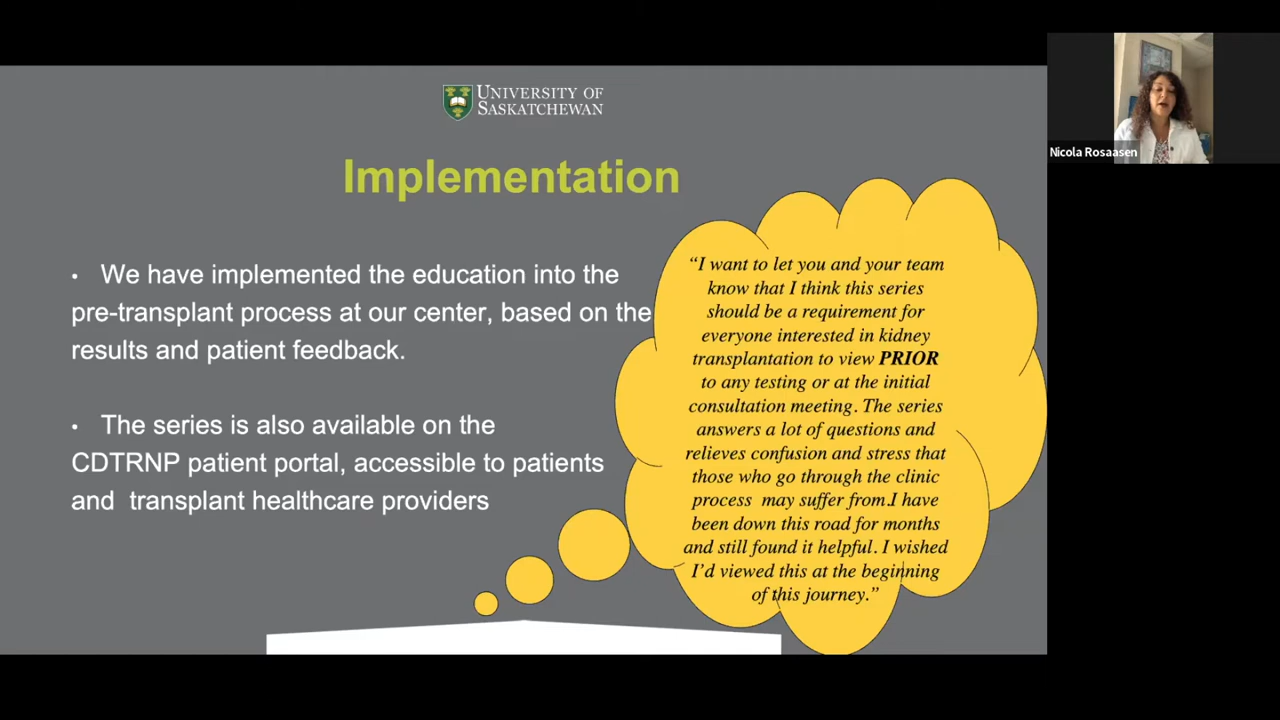 UNIVERSITY OF
SASKATCHEWAN
Implementation
• We have implemented the education into the
pre-transplant process at our center, based on the
results and patient feedback.
• The series is also available on the
CDTRNP patient portal, accessible to patients
and transplant healthcare providers
“I want to let you and your team
know that I think this series
should be a requirement for
everyone interested in kidney
transplantation to view PRIOR
to any testing or at the initial
consultation meeting. The series
answers a lot of questions and
relieves confusion and stress that
those who go through the clinic
process may suffer from.I have
been down this road for months
and still found it helpful. I wished
I’d viewed this at the beginning
of this journey.”
Nicola Rosaasen